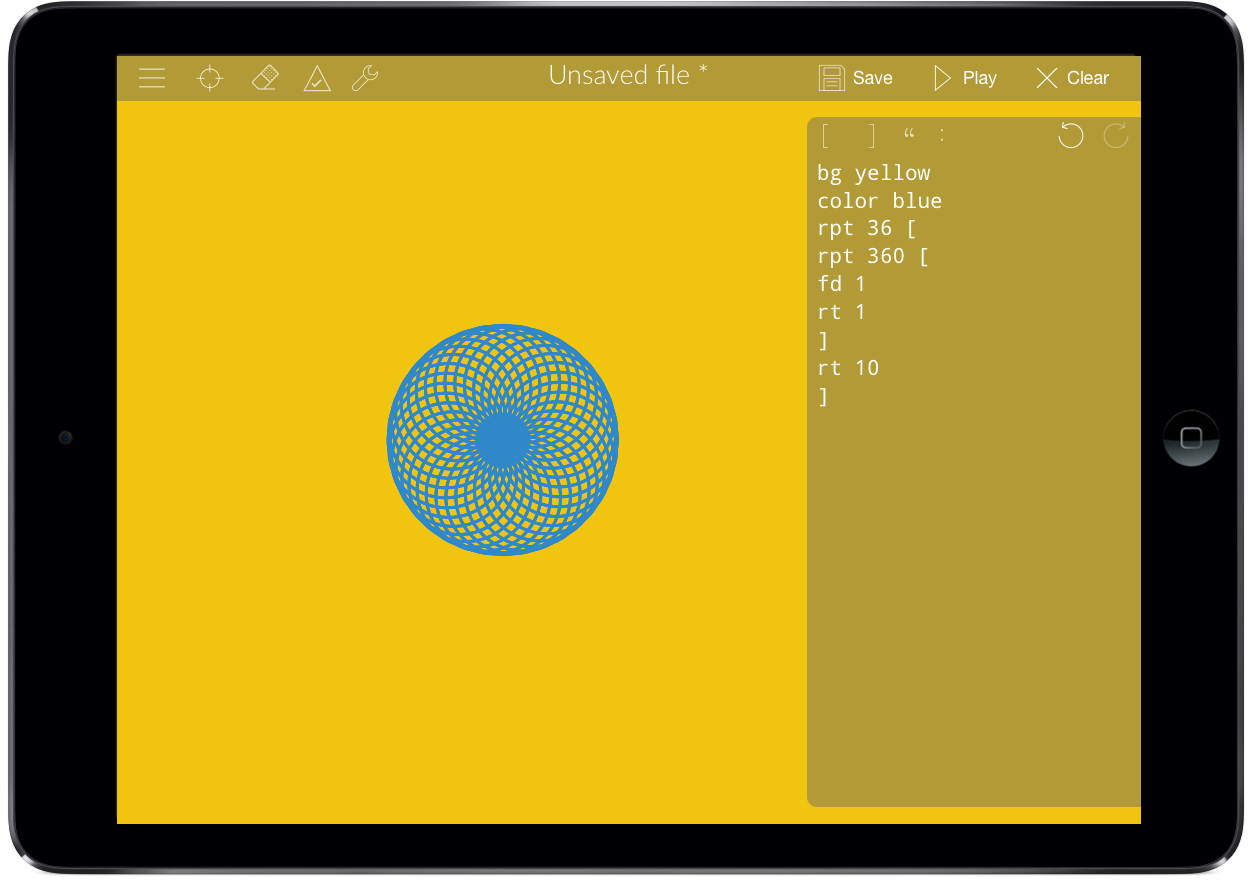 Unsaved file *
Save
Play
Clear
[ ] “ :
bg yellow
color blue
rpt 36 [
rpt 360 [
fd 1
rt 1
]
rt 10
]